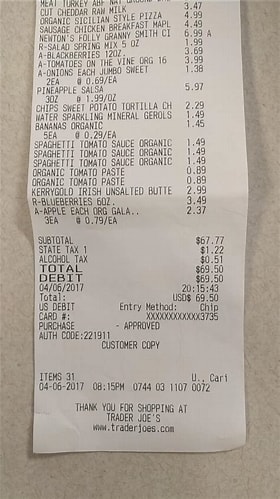 MEAT TURKEY ABF NAT GROUND
CUT CHEDDAR RAW MILK 3.47
ORGANIC SICILIAN STYLE PIZZA 4.99
SAUSAGE CHICKEN BREAKFAST MAPL 4.49
NEWTON'S FOLLY GRANNY SMITH CI 6.99 A
R-SALAD SPRING MIX 5 OZ 1.99
A-BLACKBERRIES 12OZ. 3.69
A-TOMATOES ON THE VINE ORG 16 3.99
A-ONIONS EACH JUMBO SWEET 1.38
2EA @ 0.69/EA
PINEAPPLE SALSA 5.97
3OZ @ 1.99/OZ
CHIPS SWEET POTATO TORTILLA CH 2.29
WATER SPARKLING MINERAL GEROLS 1.49
BANANAS ORGANIC 1.45
5EA @ 0.29/EA
SPAGHETTI TOMATO SAUCE ORGANIC 1.49
SPAGHETTI TOMATO SAUCE ORGANIC 1.49
SPAGHETTI TOMATO SAUCE ORGANIC 1.49
ORGANIC TOMATO PASTE 0.89
ORGANIC TOMATO PASTE 0.89
KERRYGOLD IRISH UNSALTED BUTTE 2.99
R-BLUEBERRIES 6OZ. 3.49
A-APPLE EACH ORG GALA.. 2.37
3EA @ 0.79/EA
SUBTOTAL $67.77
STATE TAX 1 $1.22
ALCOHOL TAX $0.51
TOTAL $69.50
DEBIT $69.50
04/06/2017 20:15:43
Total: USD$ 69.50
US DEBIT Entry Method: Chip
CARD #: XXXXXXXXXXXX3735
PURCHASE - APPROVED
AUTH CODE:221911
CUSTOMER COPY
ITEMS 31 U., Cari
04-06-2017 08:15PM 0744 03 1107 0072
THANK YOU FOR SHOPPING AT
TRADER JOE'S
www.traderjoes.com